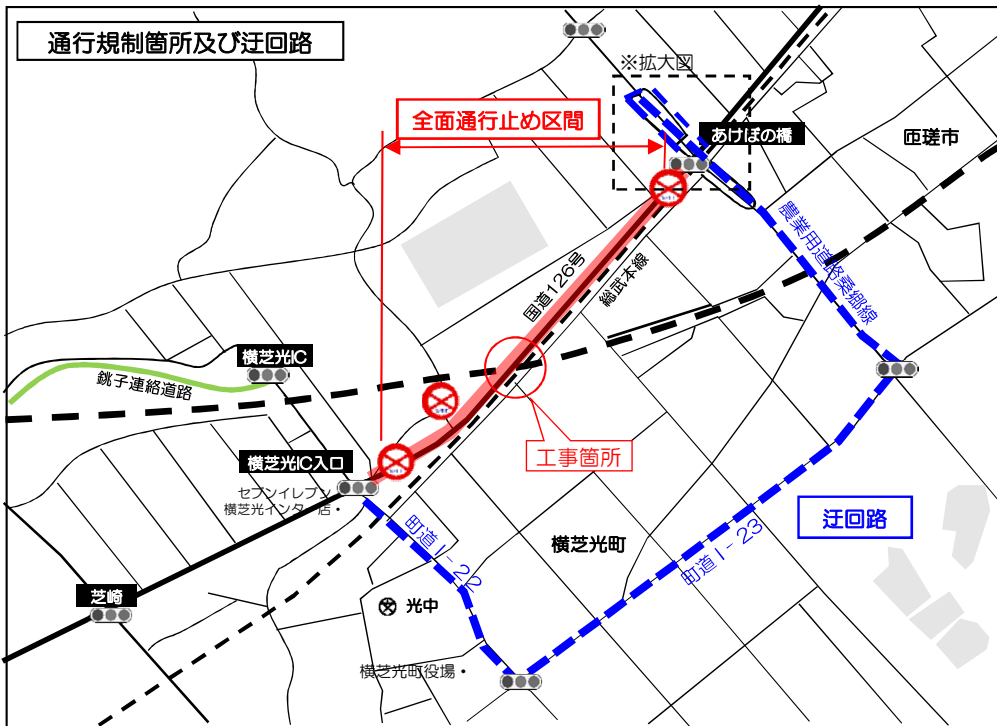 通行規制箇所及び迂回路
※拡大図
全面通行止め区間
あけぼの橋
匝瑳市
農業用道路桑郷線
国道126号
総武本線
横芝光IC
銚子連絡道路
工事箇所
横芝光IC入口
セブンイレブン
横芝光インター店・
町道Ⅰ-22
横芝光町
迂回路
町道Ⅰ-23
芝崎
光中
横芝光町役場・